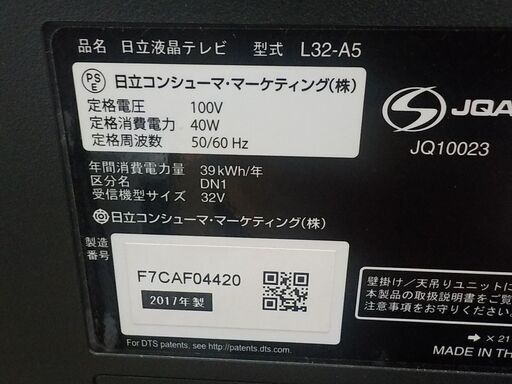 品名 日立液晶テレビ 型式 L32-A5
PS
E
日立コンシューマ・マーケティング(株)
定格電圧 100V
定格消費電力 40W
定格周波数 50/60 Hz
JQA
JQ10023
年間消費電力量 39kWh/年
区分名 DN1
受信機型サイズ 32V
日立コンシューマ・マーケティング(株)
製造
番号
F7CAF04420
2017年製
壁掛け/天吊りユニットに
本製品の取扱説明書をご覧
注意事項をお守りください
For DTS patents, see http://patents.dts.com.
→ × 21
MADE IN TH